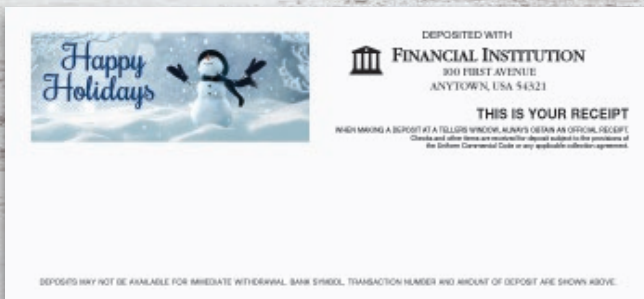 Happy
Holidays
DEPOSITED WITH
FINANCIAL INSTITUTION
100 FIRST AVENUE
ANYTOWN, USA 54321
THIS IS YOUR RECEIPT
WHEN MAKING A DEPOSIT AT A TELLERS WINDOW, ALWAYS OBTAIN AN OFFICIAL RECEIPT.
Checks and other items are received for deposit subject to the provisions of
the Uniform Commercial Code or any applicable collection agreement.
DEPOSITS MAY NOT BE AVAILABLE FOR IMMEDIATE WITHDRAWAL. BANK SYMBOL, TRANSACTION NUMBER AND AMOUNT OF DEPOSIT ARE SHOWN ABOVE.